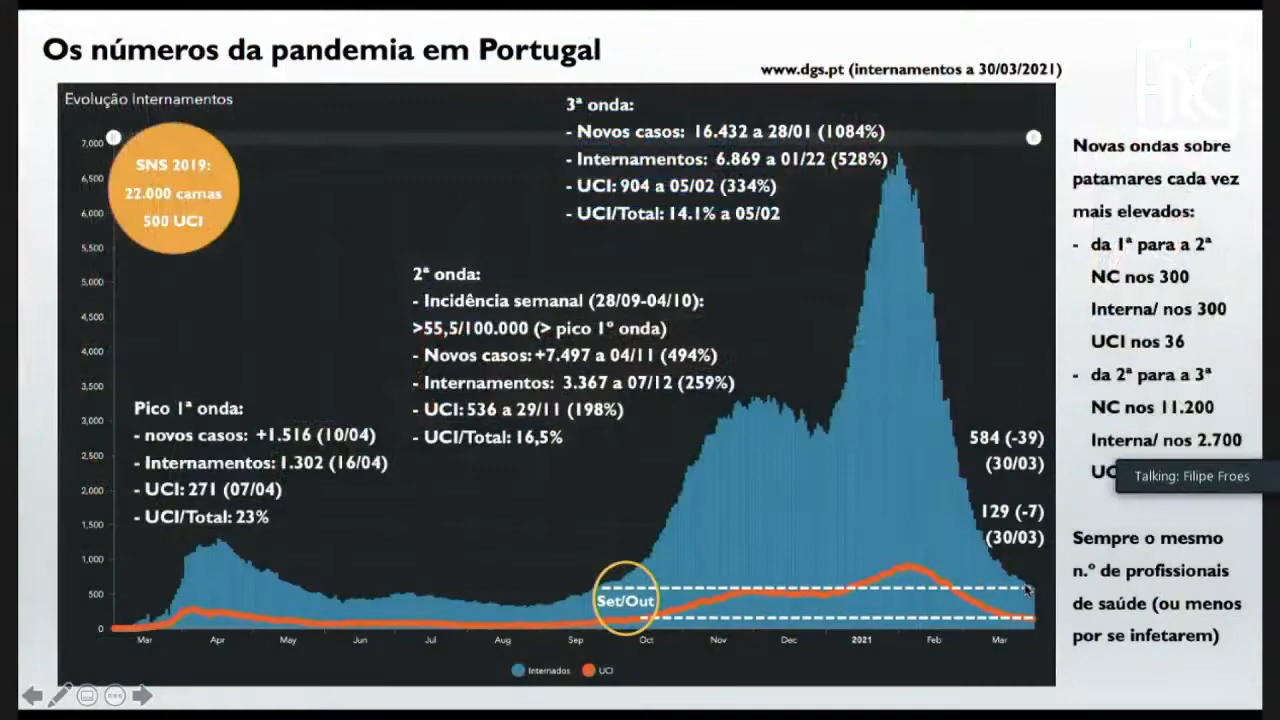 Os números da pandemia em Portugal
www.dgs.pt (internamentos a 30/03/2021)
HNC
Evolução Internamentos
7,000
6,500
6,000
5,500
5,000
4,500
4,000
3,500
3,000
2,500
2,000
1,500
1,000
500
0
SNS 2019:
22.000 camas
500 UCI
3ª onda:
- Novos casos: 16.432 a 28/01 (1084%)
- Internamentos: 6.869 a 01/22 (528%)
- UCI: 904 a 05/02 (334%)
- UCI/Total: 14.1% a 05/02
2ª onda:
- Incidência semanal (28/09-04/10):
>55,5/100.000 (> pico 1º onda)
- Novos casos: +7.497 a 04/11 (494%)
- Internamentos: 3.367 a 07/12 (259%)
- UCI: 536 a 29/11 (198%)
- UCI/Total: 16,5%
Pico 1ª onda:
- novos casos: +1.516 (10/04)
- Internamentos: 1.302 (16/04)
- UCI: 271 (07/04)
- UCI/Total: 23%
584 (-39)
(30/03)
129 (-7)
(30/03)
Set/Out
Mar Apr May Jun Jul Aug Sep Oct Nov Dec 2021 Feb Mar
Internados UCI
Novas ondas sobre
patamares cada vez
mais elevados:
- da 1ª para a 2ª
NC nos 300
Interna/ nos 300
UCI nos 36
- da 2ª para a 3ª
NC nos 11.200
Interna/ nos 2.700
Talking: Filipe Froes
Sempre o mesmo
n.º de profissionais
de saúde (ou menos
por se infetarem)